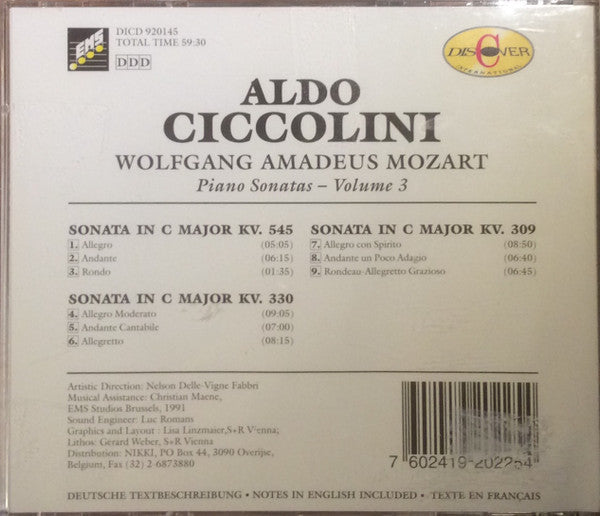 EMS
DICD 920145
TOTAL TIME 59:30
DDD
DISCOVER
INTERNATIONAL
ALDO
CICCOLINI
WOLFGANG AMADEUS MOZART
Piano Sonatas – Volume 3
SONATA IN C MAJOR KV. 545
1. Allegro (05:05)
2. Andante (06:15)
3. Rondo (01:35)
SONATA IN C MAJOR KV. 330
4. Allegro Moderato (09:05)
5. Andante Cantabile (07:00)
6. Allegretto (08:15)
SONATA IN C MAJOR KV. 309
7. Allegro con Spirito (08:50)
8. Andante un Poco Adagio (06:40)
9. Rondeau-Allegretto Grazioso (06:45)
Artistic Direction: Nelson Delle-Vigne Fabbri
Musical Assistance: Christian Maene,
EMS Studios Brussels, 1991
Sound Engineer: Luc Romans
Graphics and Layout : Lisa Linzmaier,S+R Vienna;
Lithos: Gerard Weber, S+R Vienna
Distribution: NIKKI, PO Box 44, 3090 Overijse,
Belgium, Fax (32) 2 6873880
7 602419 202254
DEUTSCHE TEXTBESCHREIBUNG • NOTES IN ENGLISH INCLUDED • TEXTE EN FRANÇAIS